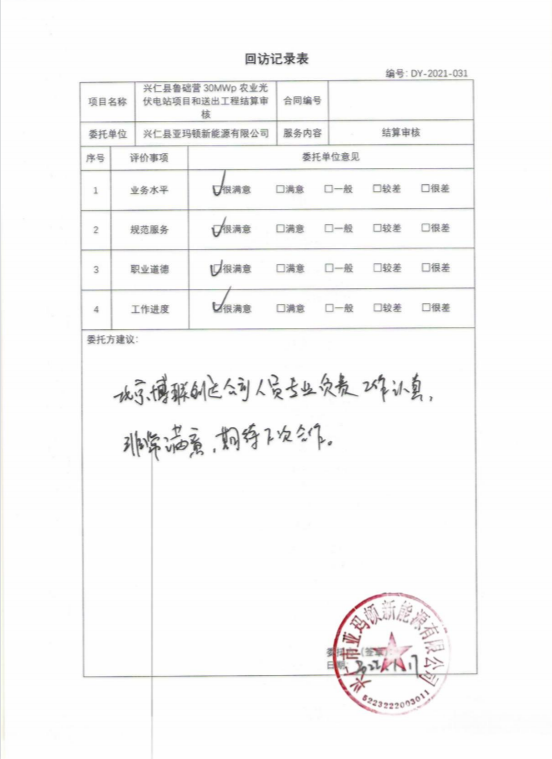 回访记录表
编号: DY-2021-031
项目名称
兴仁县鲁础营 30MWp 农业光
伏电站项目和送出工程结算审
核
合同编号
委托单位 兴仁县亚玛顿新能源有限公司 服务内容 结算审核
序号 评价事项 委托单位意见
1 业务水平 ☑很满意 □满意 □一般 □较差 □很差
2 规范服务 ☑很满意 □满意 □一般 □较差 □很差
3 职业道德 ☑很满意 □满意 □一般 □较差 □很差
4 工作进度 ☑很满意 □满意 □一般 □较差 □很差
委托方建议:
北京博联创达公司人员专业负责 工作认真,
非常满意,期待下次合作。
兴仁市亚玛顿新能源有限公司
委托 (签章)
日期
5223222003011